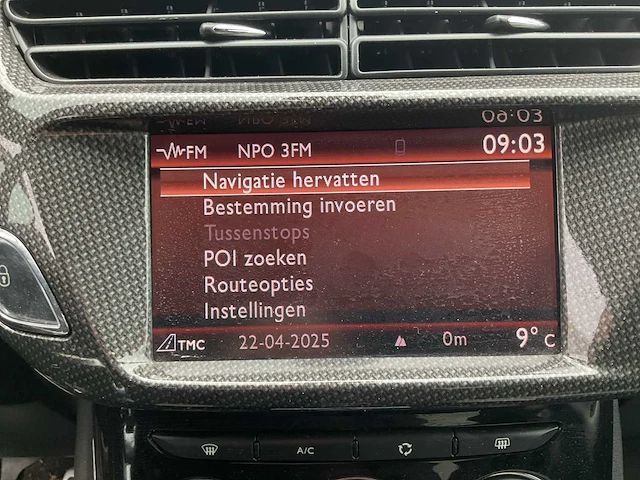 FM NPO 3FM 09:03
Navigatie hervatten
Bestemming invoeren
Tussenstops
POI zoeken
Routeopties
Instellingen
TMC 22-04-2025 0m 9° C
A/C